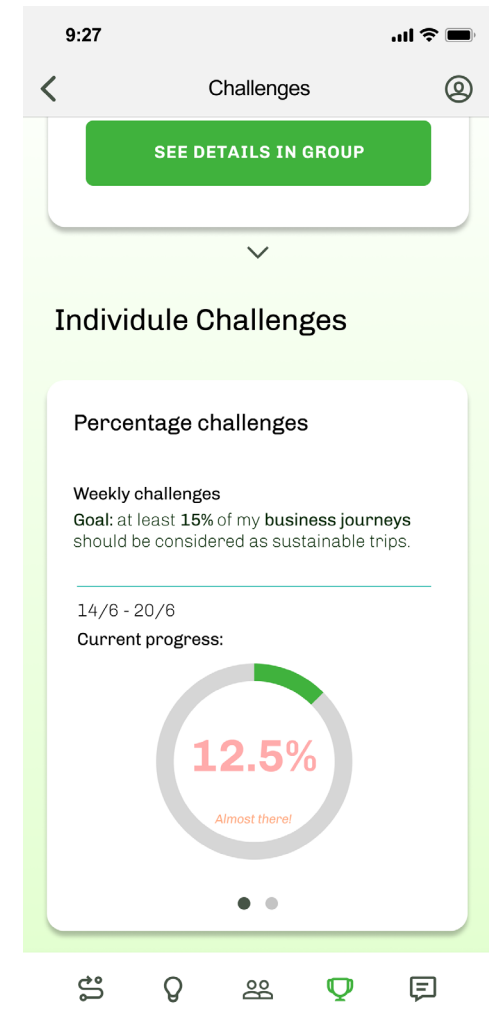 9:27
Challenges
SEE DETAILS IN GROUP
Individule Challenges
Percentage challenges
Weekly challenges
Goal: at least 15% of my business journeys
should be considered as sustainable trips.
14/6 - 20/6
Current progress:
12.5%
Almost there!